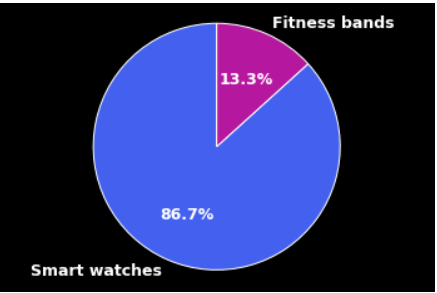 Fitness bands
13.3%
86.7%
Smart watches